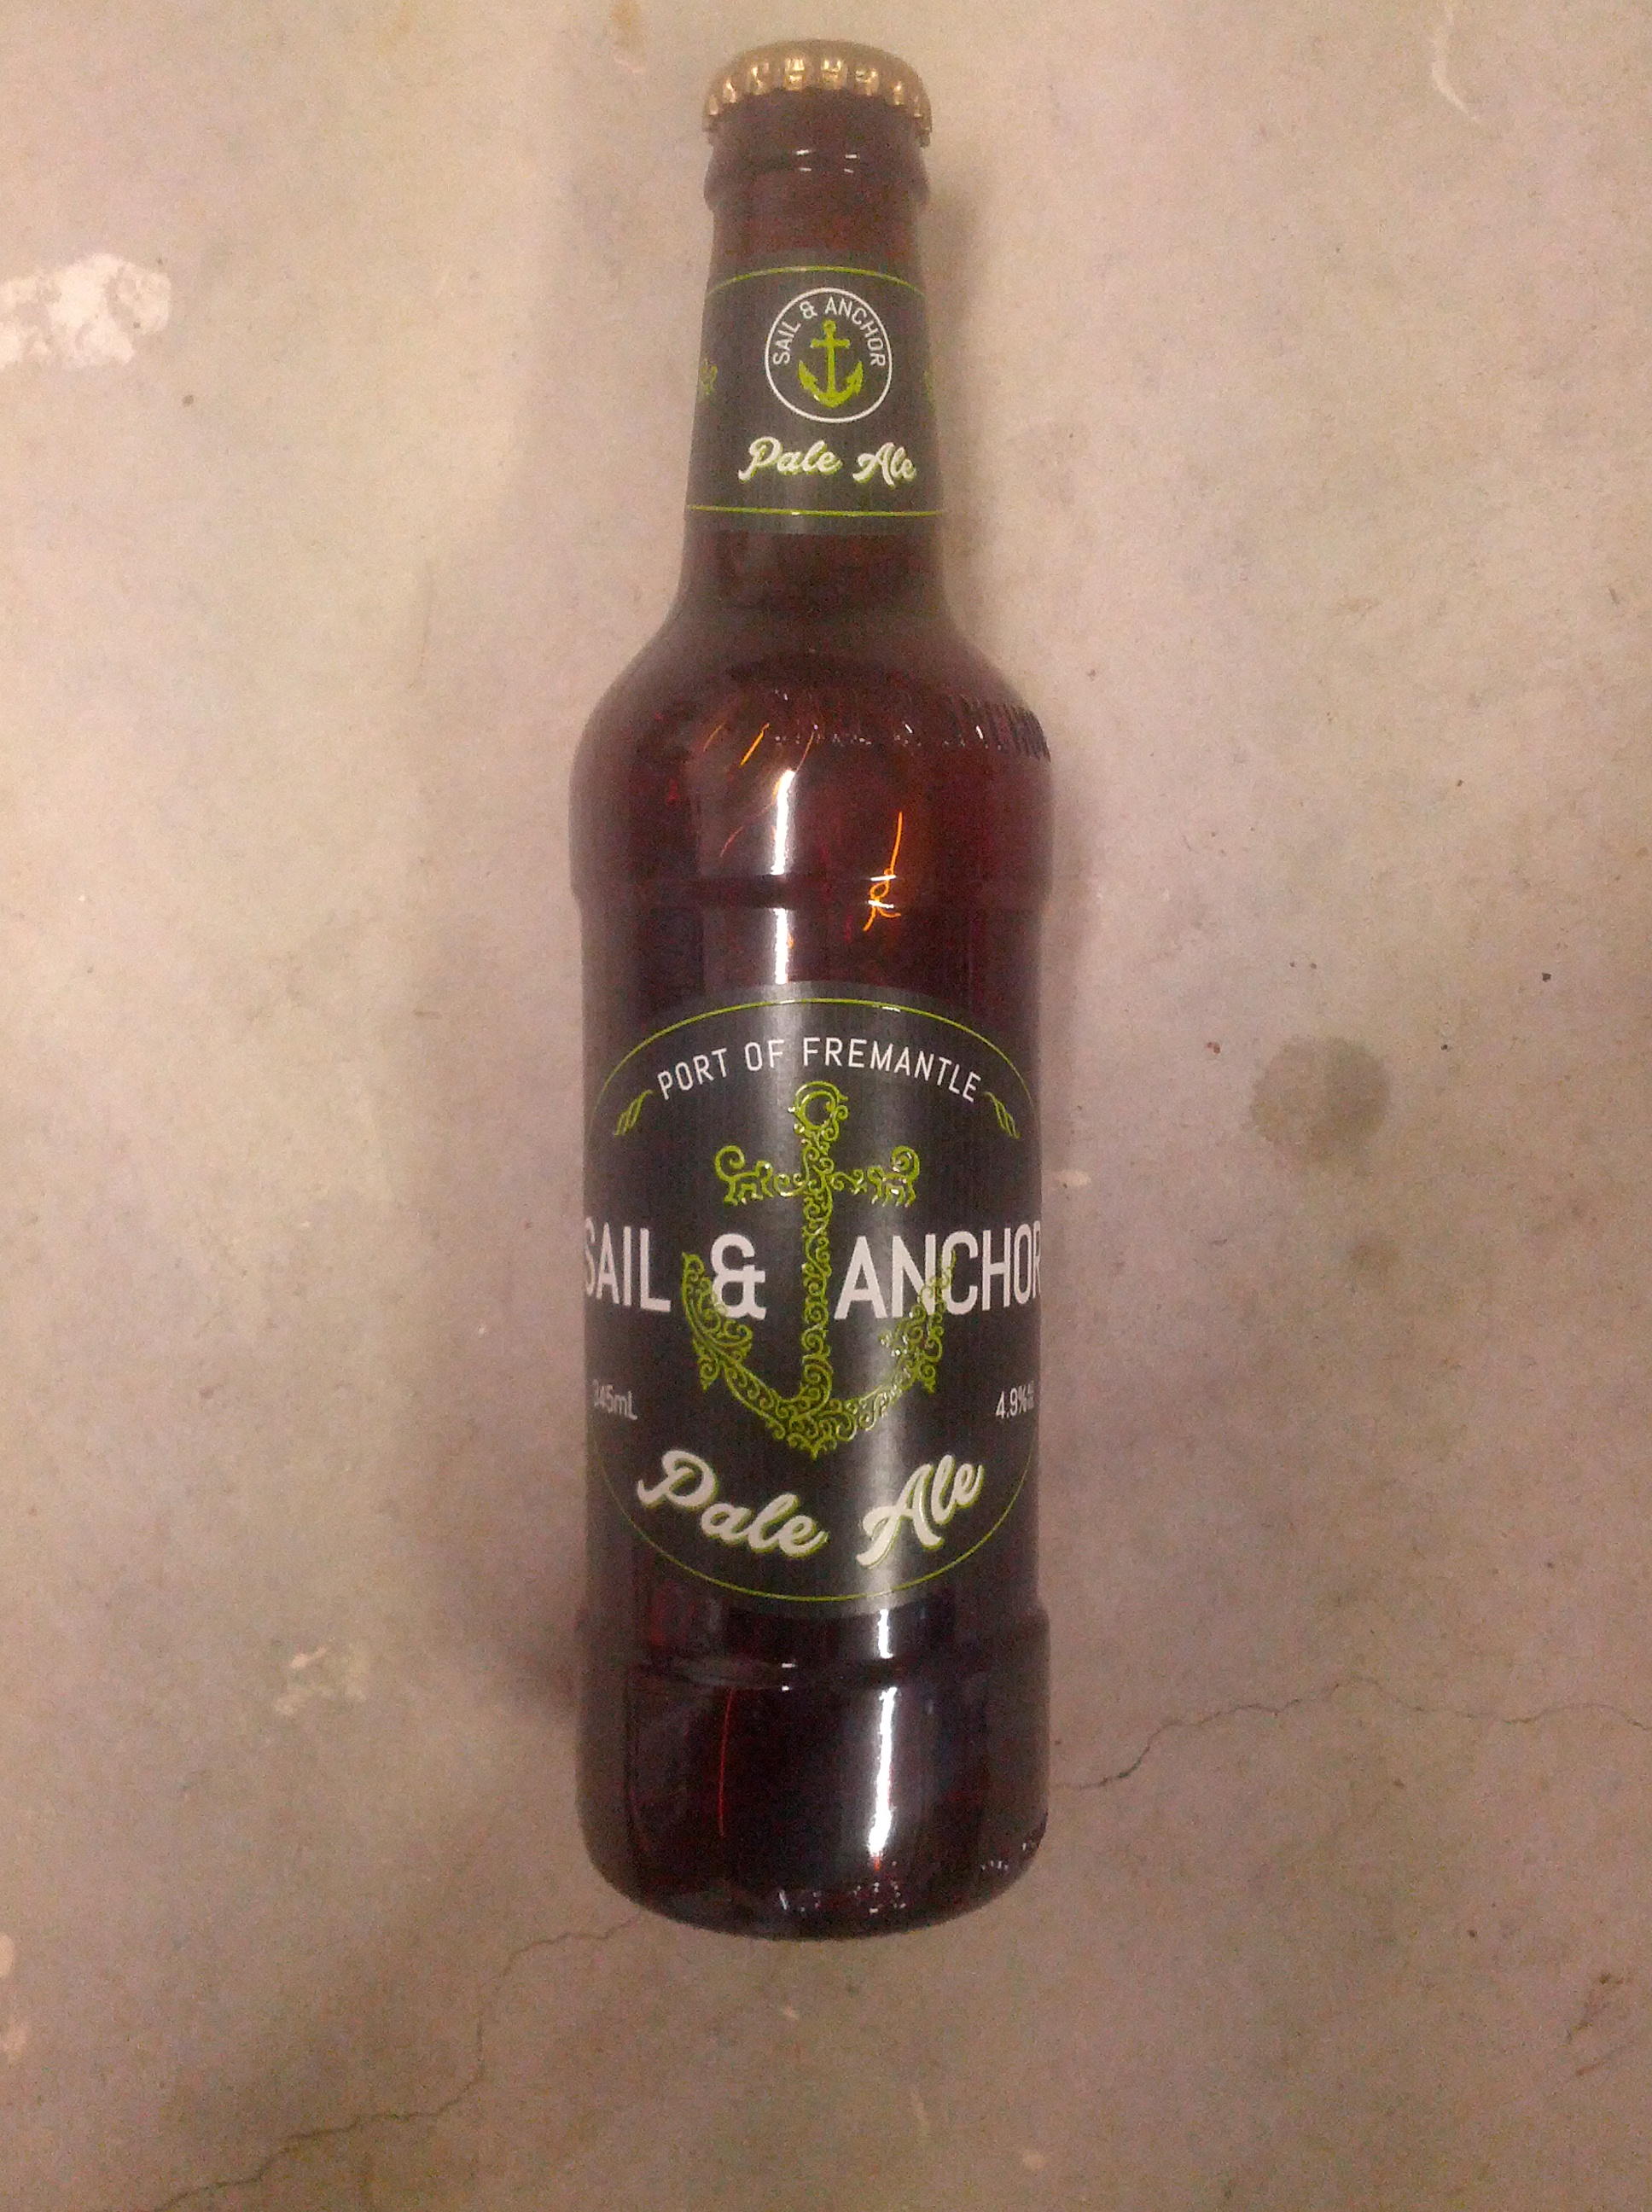 SAIL & ANCHOR
Pale Ale
PORT OF FREMANTLE
SAIL & ANCHOR
345mL
4.9%
Pale Ale